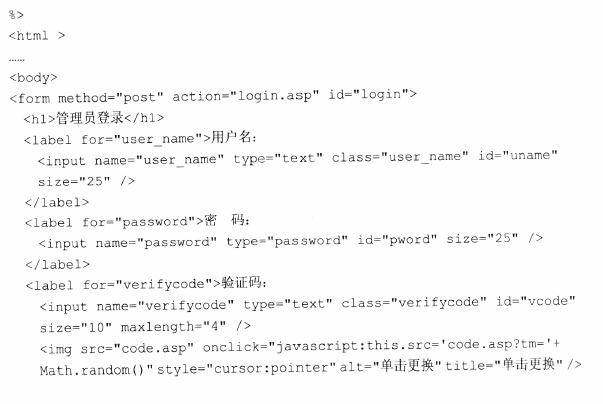 %>
<html >
……
<body>
<form method="post" action="login.asp" id="login">
<h1>管理员登录</h1>
<label for="user_name">用户名:
<input name="user_name" type="text" class="user_name" id="uname"
size="25" />
</label>
<label for="password">密 码:
<input name="password" type="password" id="pword" size="25" />
</label>
<label for="verifycode">验证码:
<input name="verifycode" type="text" class="verifycode" id="vcode"
size="10" maxlength="4" />
<img src="code.asp" onclick="javascript:this.src='code.asp?tm='+
Math.random()" style="cursor:pointer" alt="单击更换" title="单击更换" />